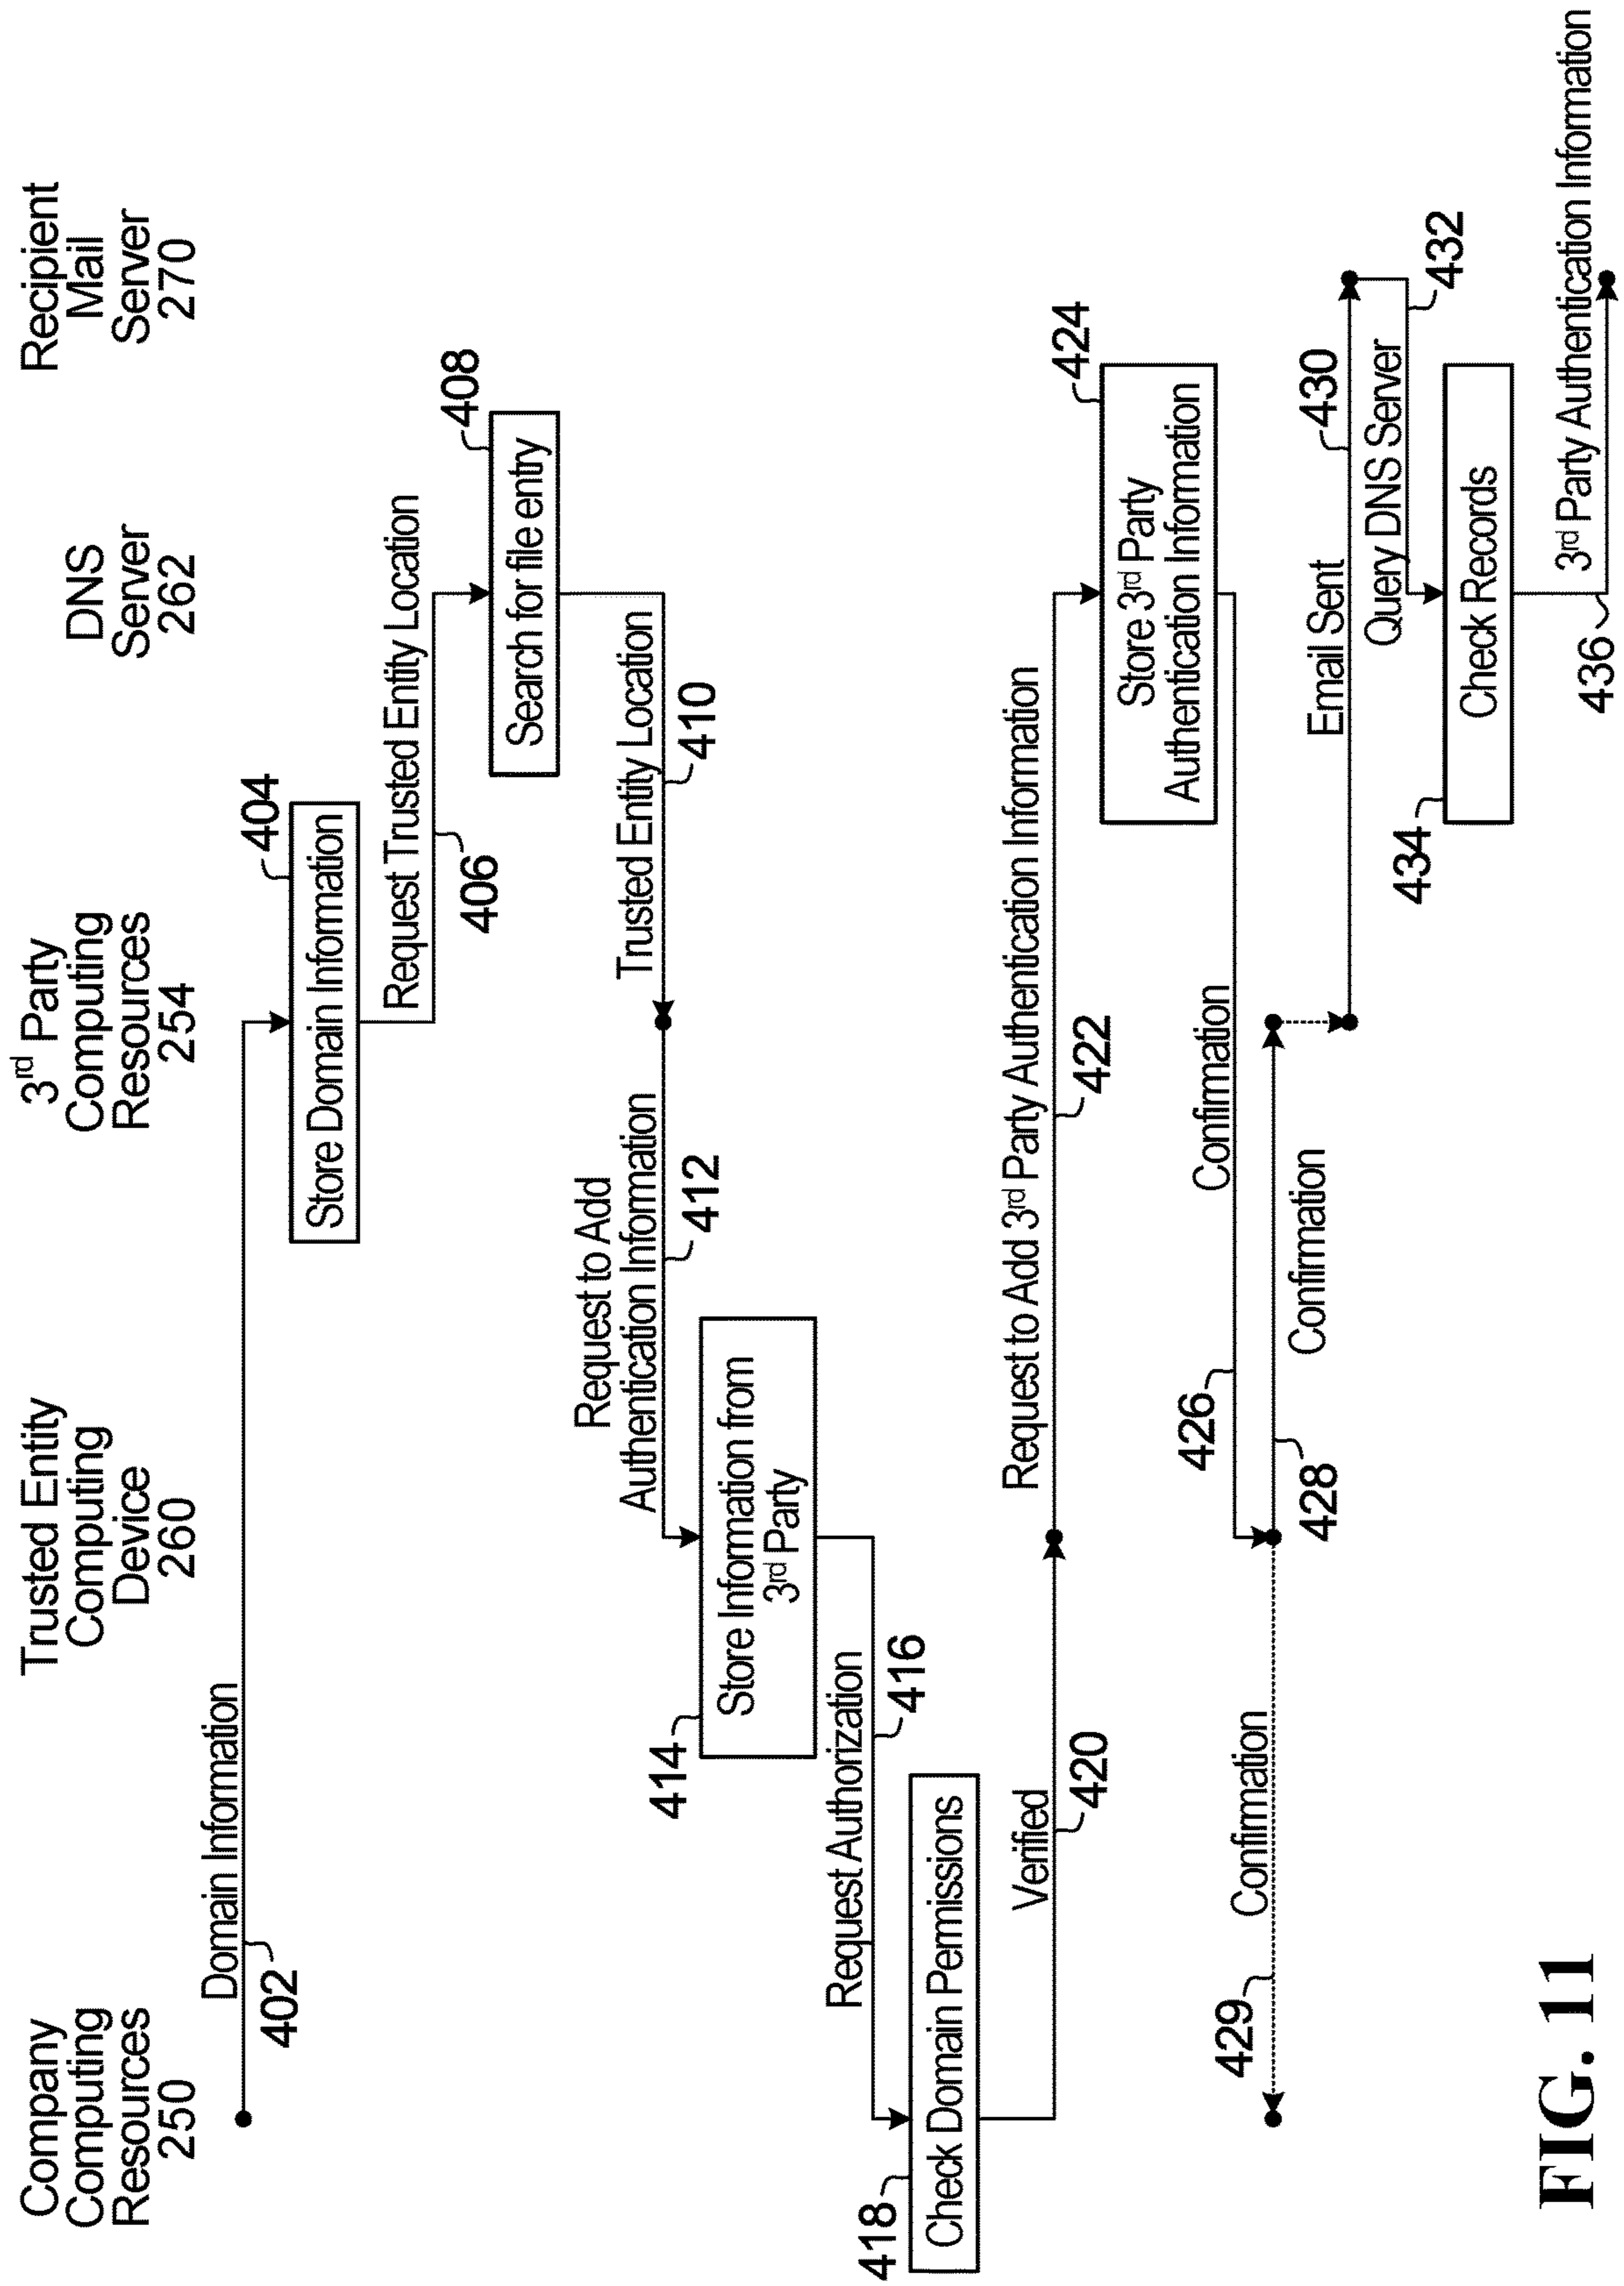 Company
Computing
Resources
250
Trusted Entity
Computing
Device
260
3rd Party
Computing
Resources
254
DNS
Server
262
Recipient
Mail
Server
270
Domain Information
402
404
Store Domain Information
Request Trusted Entity Location
406
408
Search for file entry
Trusted Entity Location
410
Request to Add
Authentication Information
412
414
Store Information from
3rd Party
Request Authorization
416
418
Check Domain Permissions
Verified
420
Request to Add 3rd Party Authentication Information
422
424
Store 3rd Party
Authentication Information
Confirmation
426
Confirmation
428
Confirmation
429
Email Sent
430
Query DNS Server
432
434
Check Records
3rd Party Authentication Information
436
FIG. 11